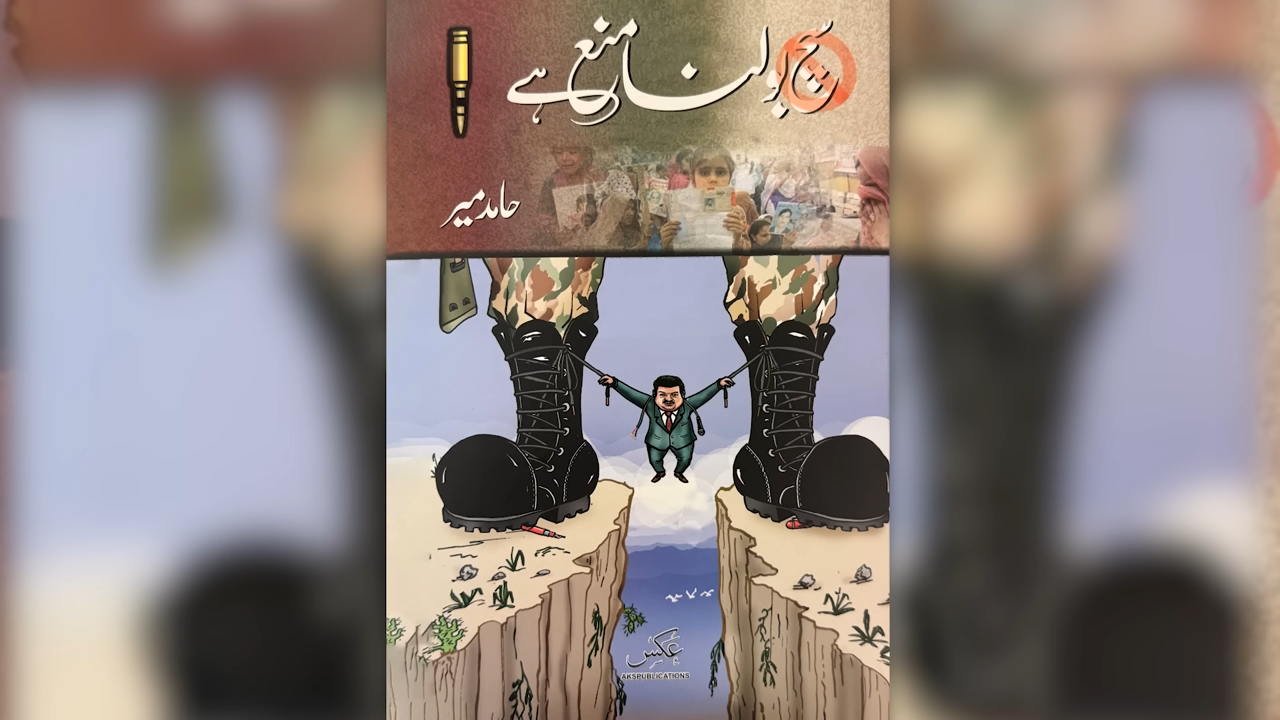 سچ بولنا منع ہے
حامد میر
عکس
AKSPUBLICATIONS